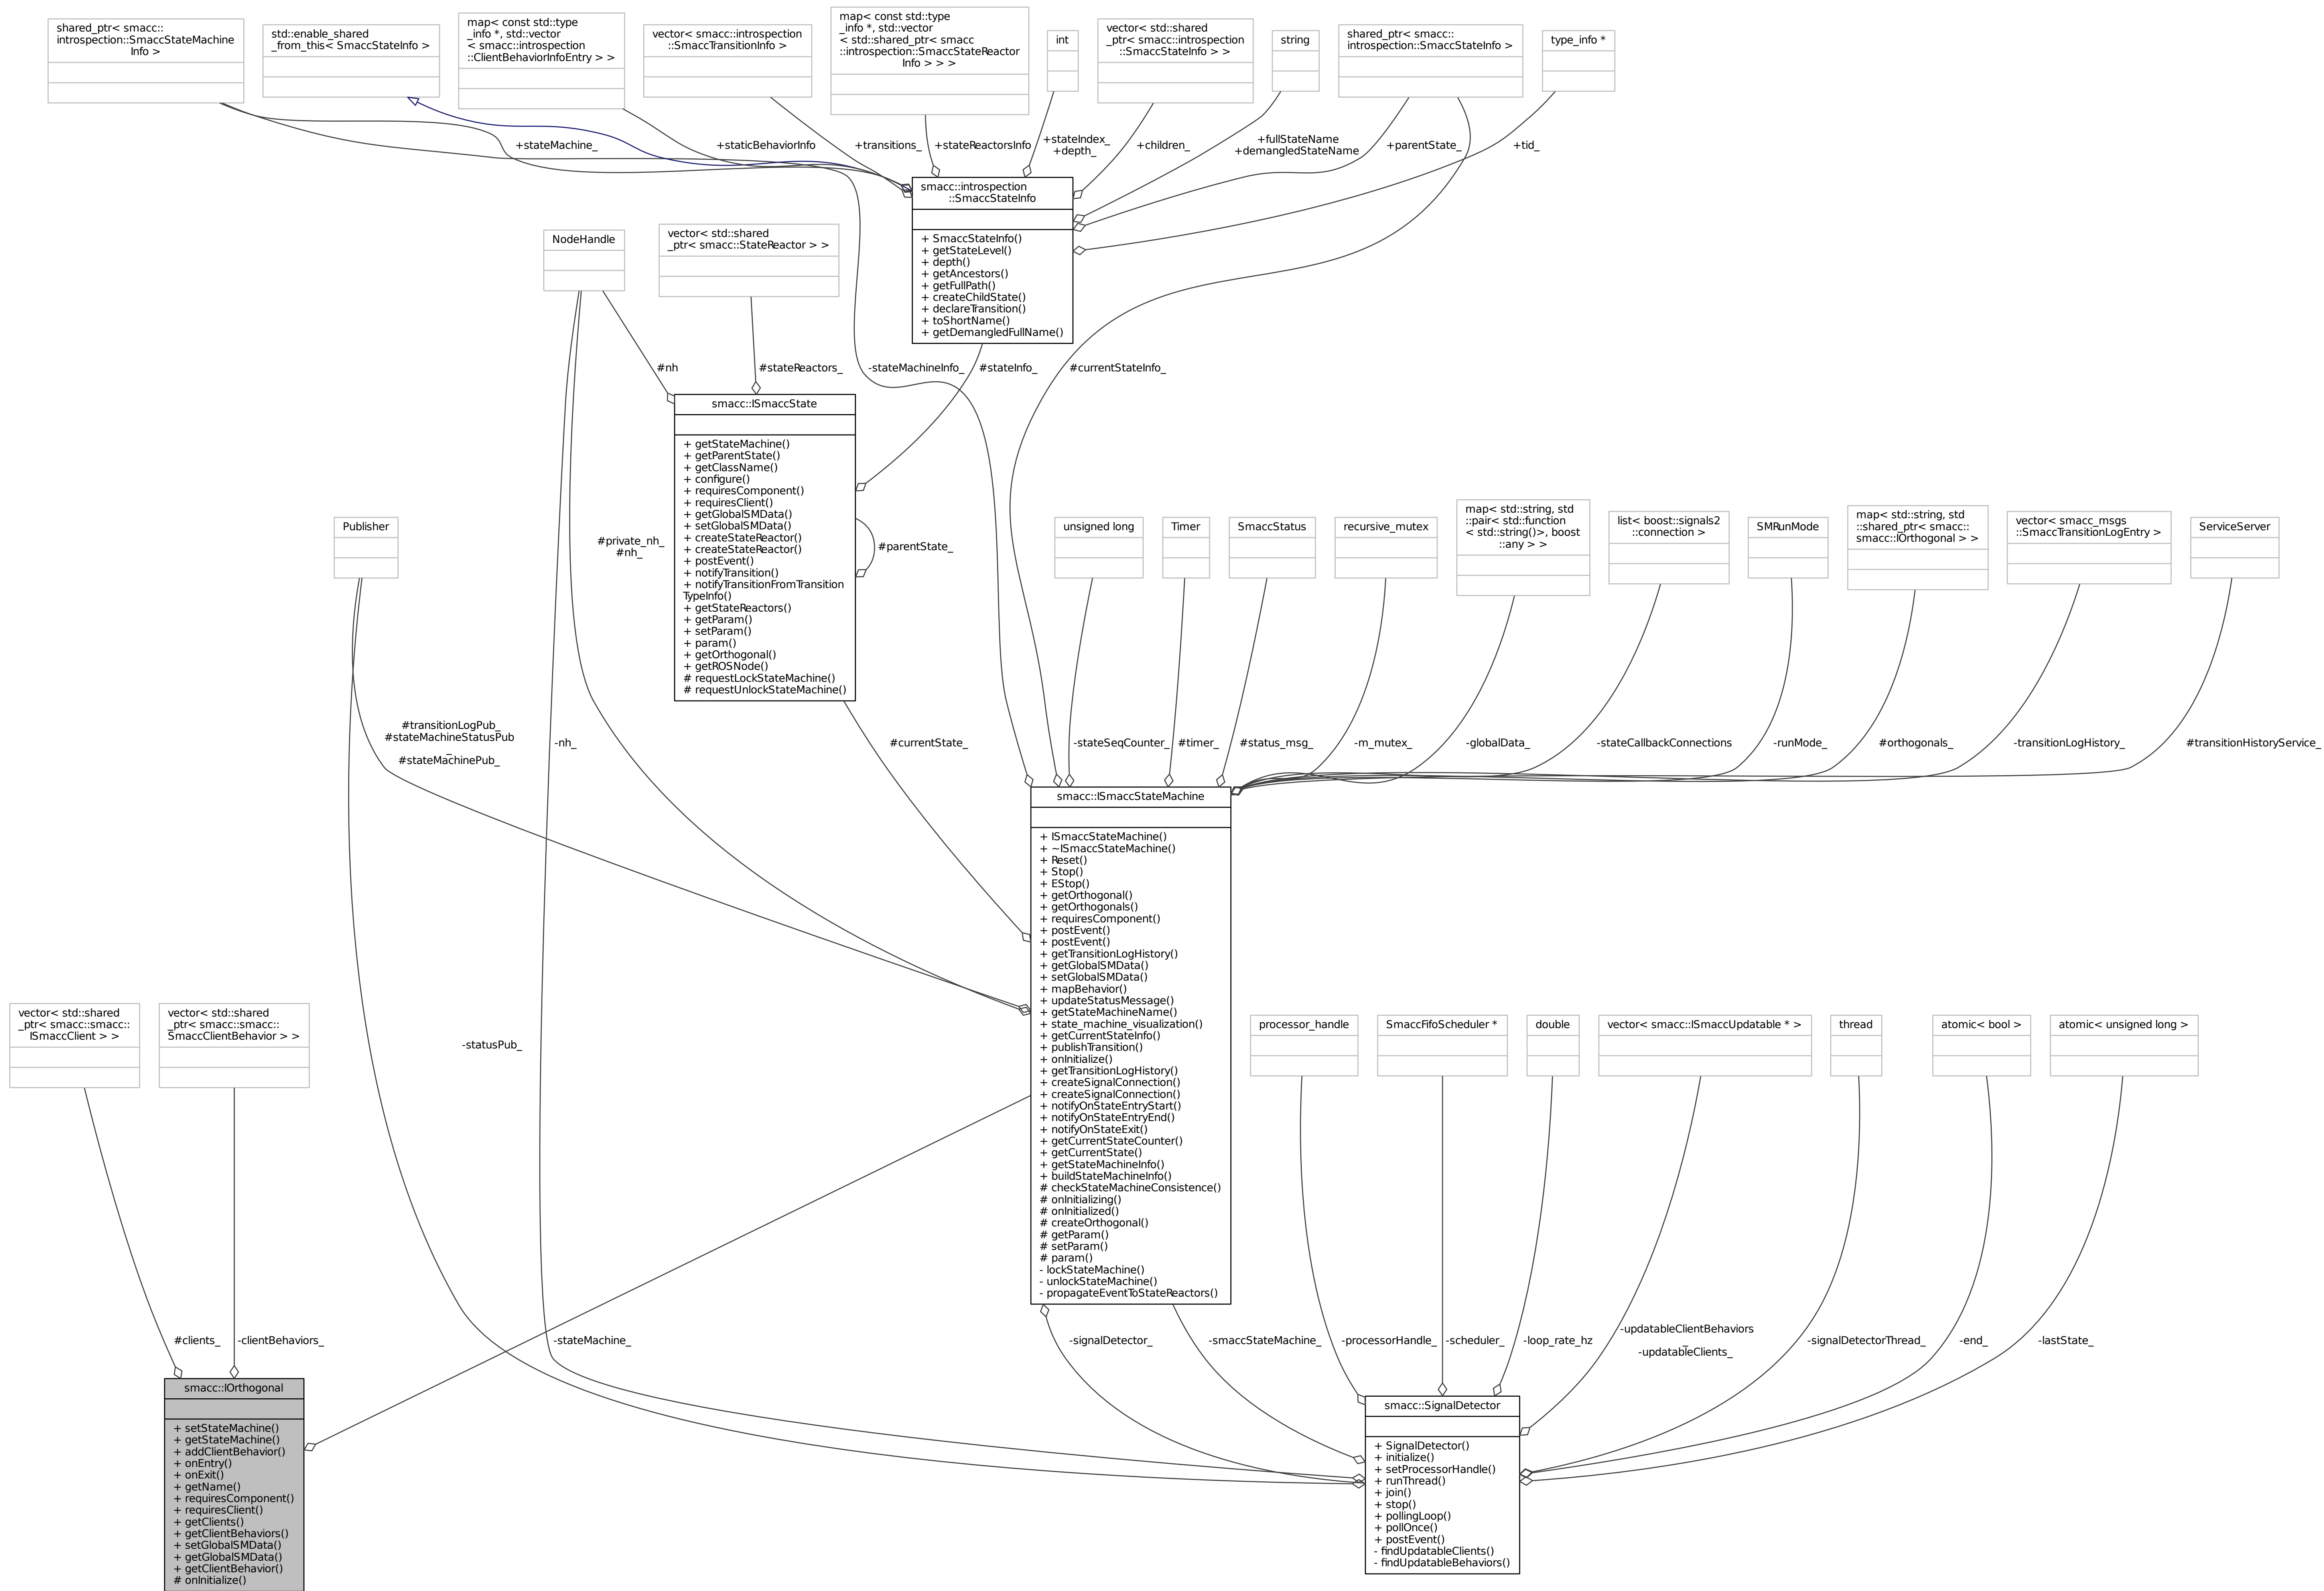 shared_ptr< smacc::
introspection::SmaccStateMachine
Info >
std::enable_shared
_from_this< SmaccStateInfo >
map< const std::type
_info *, std::vector
< smacc::introspection
::ClientBehaviorInfoEntry > >
vector< smacc::introspection
::SmaccTransitionInfo >
map< const std::type
_info *, std::vector
< std::shared_ptr< smacc
::introspection::SmaccStateReactor
Info > > >
int
vector< std::shared
_ptr< smacc::introspection
::SmaccStateInfo > >
string
shared_ptr< smacc::
introspection::SmaccStateInfo >
type_info *
+stateMachine_
+staticBehaviorInfo
+transitions_
+stateReactorsInfo
+stateIndex_
+depth_
+children_
+fullStateName
+demangledStateName
+parentState_
+tid_
smacc::introspection
::SmaccStateInfo
+ SmaccStateInfo()
+ getStateLevel()
+ depth()
+ getAncestors()
+ getFullPath()
+ createChildState()
+ declareTransition()
+ toShortName()
+ getDemangledFullName()
NodeHandle
vector< std::shared
_ptr< smacc::StateReactor > >
#nh
#stateReactors_
-stateMachineInfo_
#stateInfo_
#currentStateInfo_
smacc::ISmaccState
+ getStateMachine()
+ getParentState()
+ getClassName()
+ configure()
+ requiresComponent()
+ requiresClient()
+ getGlobalSMData()
+ setGlobalSMData()
+ createStateReactor()
+ createStateReactor()
+ postEvent()
+ notifyTransition()
+ notifyTransitionFromTransition
TypeInfo()
+ getStateReactors()
+ getParam()
+ setParam()
+ param()
+ getOrthogonal()
+ getROSNode()
# requestLockStateMachine()
# requestUnlockStateMachine()
#parentState_
Publisher
#private_nh_
#nh_
unsigned long
Timer
SmaccStatus
recursive_mutex
map< std::string, std
::pair< std::function
< std::string()>, boost
::any > >
list< boost::signals2
::connection >
SMRunMode
map< std::string, std
::shared_ptr< smacc::
smacc::IOrthogonal > >
vector< smacc_msgs
::SmaccTransitionLogEntry >
ServiceServer
#transitionLogPub_
#stateMachineStatusPub
_
#stateMachinePub_
-nh_
#currentState_
-stateSeqCounter_
#timer_
#status_msg_
-m_mutex_
-globalData_
-stateCallbackConnections
-runMode_
#orthogonals_
-transitionLogHistory_
#transitionHistoryService_
smacc::ISmaccStateMachine
+ ISmaccStateMachine()
+ ~ISmaccStateMachine()
+ Reset()
+ Stop()
+ EStop()
+ getOrthogonal()
+ getOrthogonals()
+ requiresComponent()
+ postEvent()
+ postEvent()
+ getTransitionLogHistory()
+ getGlobalSMData()
+ setGlobalSMData()
+ mapBehavior()
+ updateStatusMessage()
+ getStateMachineName()
+ state_machine_visualization()
+ getCurrentStateInfo()
+ publishTransition()
+ onInitialize()
+ getTransitionLogHistory()
+ createSignalConnection()
+ createSignalConnection()
+ notifyOnStateEntryStart()
+ notifyOnStateEntryEnd()
+ notifyOnStateExit()
+ getCurrentStateCounter()
+ getCurrentState()
+ getStateMachineInfo()
+ buildStateMachineInfo()
# checkStateMachineConsistence()
# onInitializing()
# onInitialized()
# createOrthogonal()
# getParam()
# setParam()
# param()
- lockStateMachine()
- unlockStateMachine()
- propagateEventToStateReactors()
vector< std::shared
_ptr< smacc::smacc::
ISmaccClient > >
vector< std::shared
_ptr< smacc::smacc::
SmaccClientBehavior > >
-statusPub_
processor_handle
SmaccFifoScheduler *
double
vector< smacc::ISmaccUpdatable * >
thread
atomic< bool >
atomic< unsigned long >
#clients_
-clientBehaviors_
-stateMachine_
-signalDetector_
-smaccStateMachine_
-processorHandle_
-scheduler_
-loop_rate_hz
-updatableClientBehaviors
_
-updatableClients_
-signalDetectorThread_
-end_
-lastState_
smacc::IOrthogonal
+ setStateMachine()
+ getStateMachine()
+ addClientBehavior()
+ onEntry()
+ onExit()
+ getName()
+ requiresComponent()
+ requiresClient()
+ getClients()
+ getClientBehaviors()
+ setGlobalSMData()
+ getGlobalSMData()
+ getClientBehavior()
# onInitialize()
smacc::SignalDetector
+ SignalDetector()
+ initialize()
+ setProcessorHandle()
+ runThread()
+ join()
+ stop()
+ pollingLoop()
+ pollOnce()
+ postEvent()
- findUpdatableClients()
- findUpdatableBehaviors()